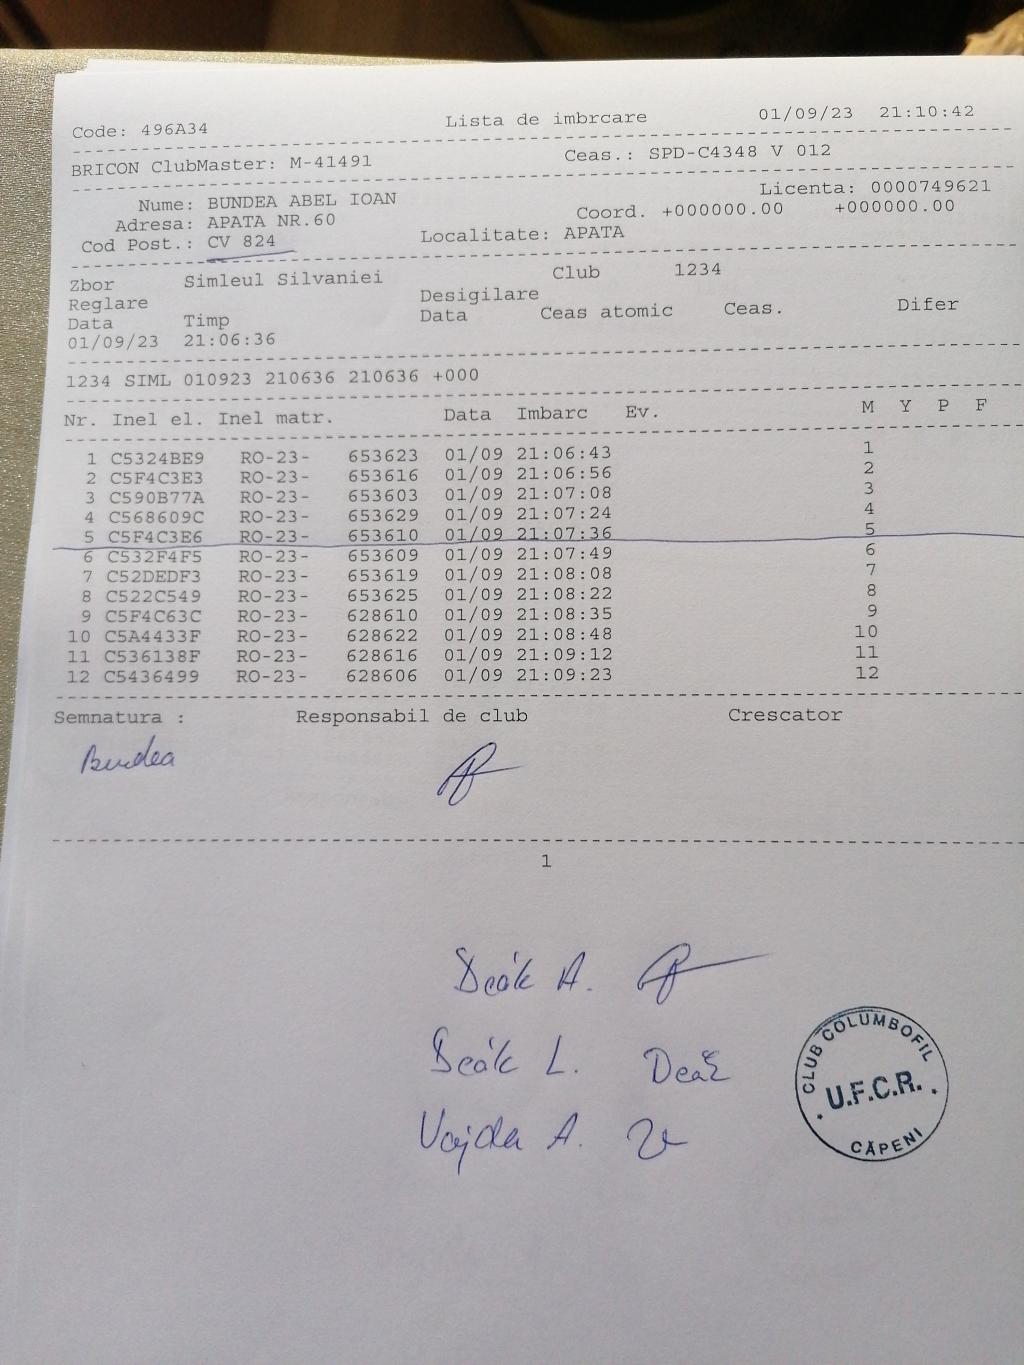 Code: 496A34 Lista de imbrcare 01/09/23 21:10:42
BRICON ClubMaster: M-41491 Ceas.: SPD-C4348 V 012
Nume: BUNDEA ABEL IOAN Licenta: 0000749621
Adresa: APATA NR.60 Coord. +000000.00 +000000.00
Cod Post.: CV 824 Localitate: APATA
Zbor Simleul Silvaniei Club 1234
Reglare Desigilare
Data Timp Data Ceas atomic Ceas. Difer
01/09/23 21:06:36
1234 SIML 010923 210636 210636 +000
Nr. Inel el. Inel matr. Data Imbarc Ev. M Y P F
1 C5324BE9 RO-23- 653623 01/09 21:06:43 1
2 C5F4C3E3 RO-23- 653616 01/09 21:06:56 2
3 C590B77A RO-23- 653603 01/09 21:07:08 3
4 C568609C RO-23- 653629 01/09 21:07:24 4
5 C5F4C3E6 RO-23- 653610 01/09 21:07:36 5
6 C532F4F5 RO-23- 653609 01/09 21:07:49 6
7 C52DEDF3 RO-23- 653619 01/09 21:08:08 7
8 C522C549 RO-23- 653625 01/09 21:08:22 8
9 C5F4C63C RO-23- 628610 01/09 21:08:35 9
10 C5A4433F RO-23- 628622 01/09 21:08:48 10
11 C536138F RO-23- 628616 01/09 21:09:12 11
12 C5436499 RO-23- 628606 01/09 21:09:23 12
Semnatura : Responsabil de club Crescator
Bundea
1
Deák A.
Deák L. Deák
Vajda A.
CLUB COLUMBOFIL
U.F.C.R.
CĂPENI